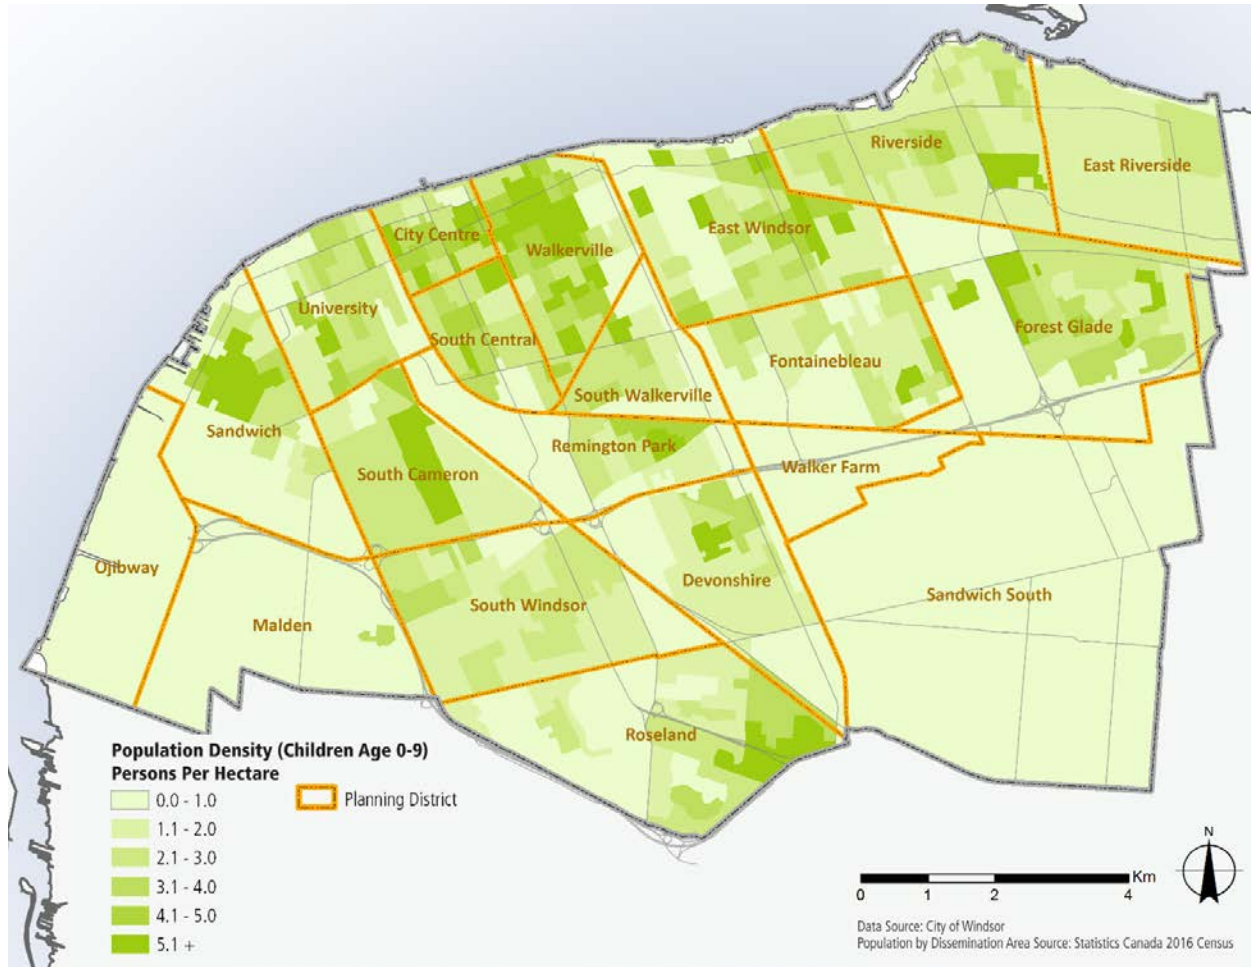 Riverside
East Riverside
City Centre
Walkerville
East Windsor
University
South Central
Forest Glade
Fontainebleau
South Walkerville
Sandwich
Remington Park
South Cameron
Walker Farm
Ojibway
Devonshire
South Windsor
Sandwich South
Malden
Roseland
Population Density (Children Age 0-9)
Persons Per Hectare
0.0 - 1.0
Planning District
1.1 - 2.0
2.1 - 3.0
3.1 - 4.0
4.1 - 5.0
5.1 +
N
Km
0 1 2 4
Data Source: City of Windsor
Population by Dissemination Area Source: Statistics Canada 2016 Census